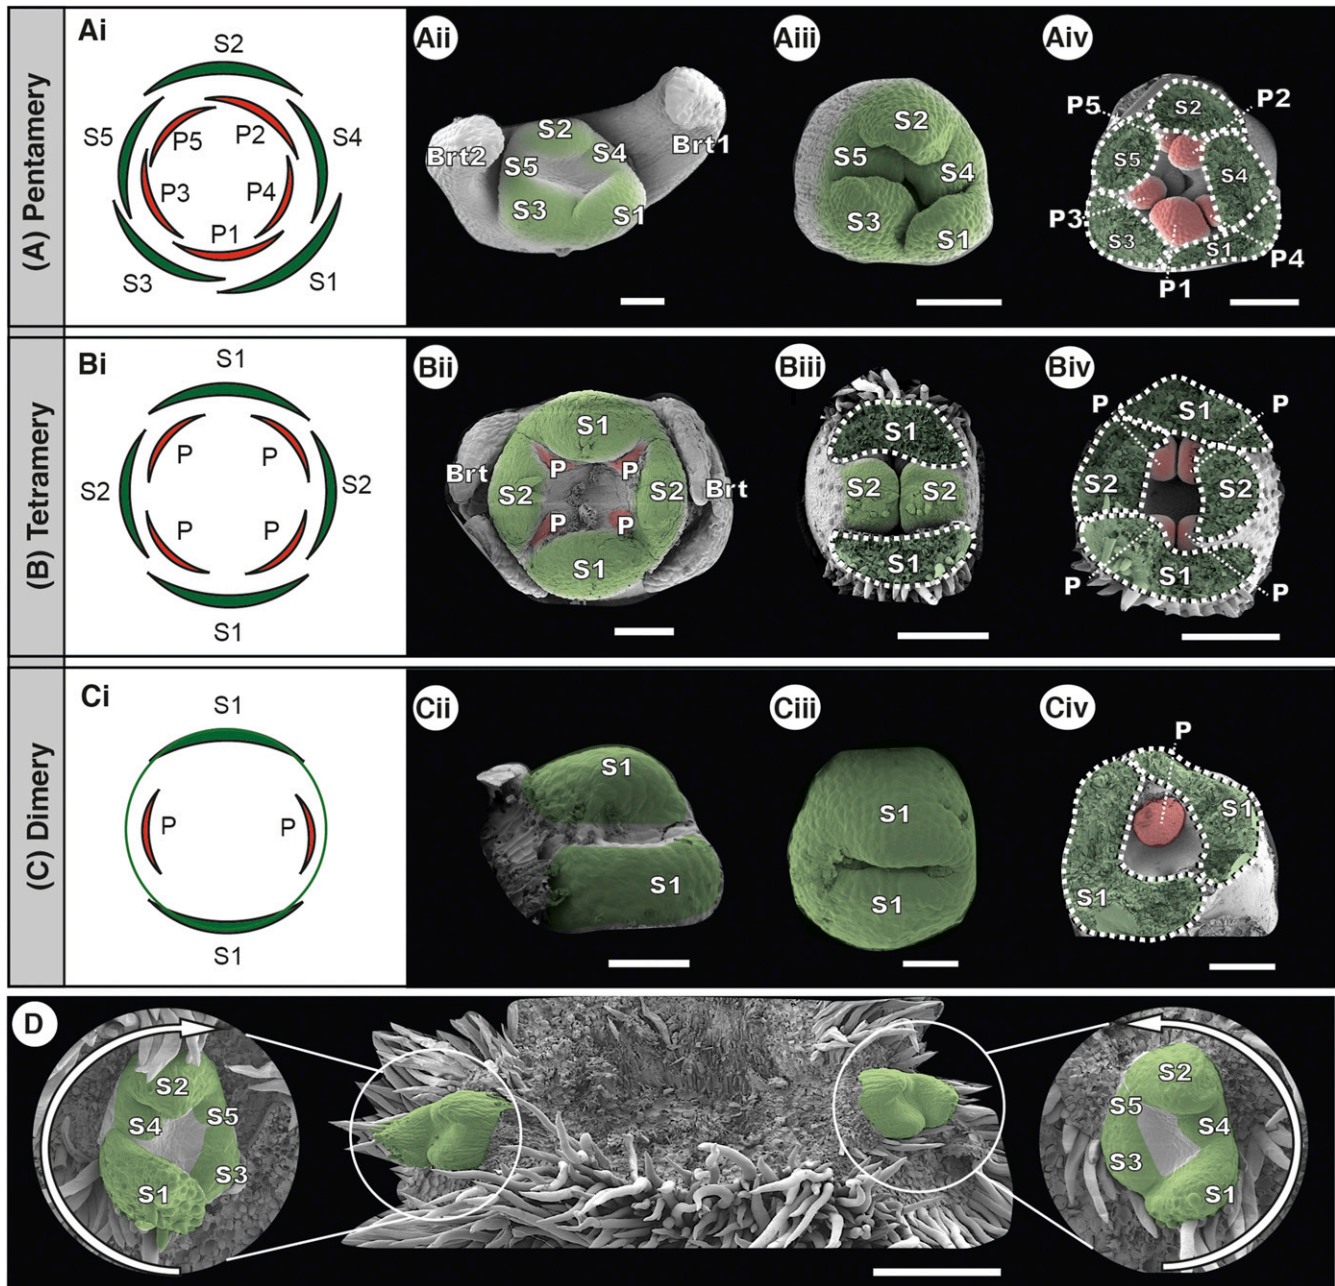 (A) Pentamery
Ai
S2
S5
P5
P2
S4
P3
P4
P1
S3
S1
Aii
Brt2
S2
S5
S4
Brt1
S3
S1
Aiii
S2
S5
S4
S3
S1
Aiv
P5
S2
P2
S5
S4
P3
S3
S1
P4
P1
(B) Tetramery
Bi
S1
P
P
S2
S2
P
P
S1
Bii
S1
Brt
P
P
S2
S2
Brt
P
P
S1
Biii
S1
S2
S2
S1
Biv
P
S1
P
S2
S2
P
S1
P
(C) Dimery
Ci
S1
P
P
S1
Cii
S1
S1
Ciii
S1
S1
Civ
P
S1
S1
D
S2
S5
S4
S3
S1
S2
S5
S4
S3
S1